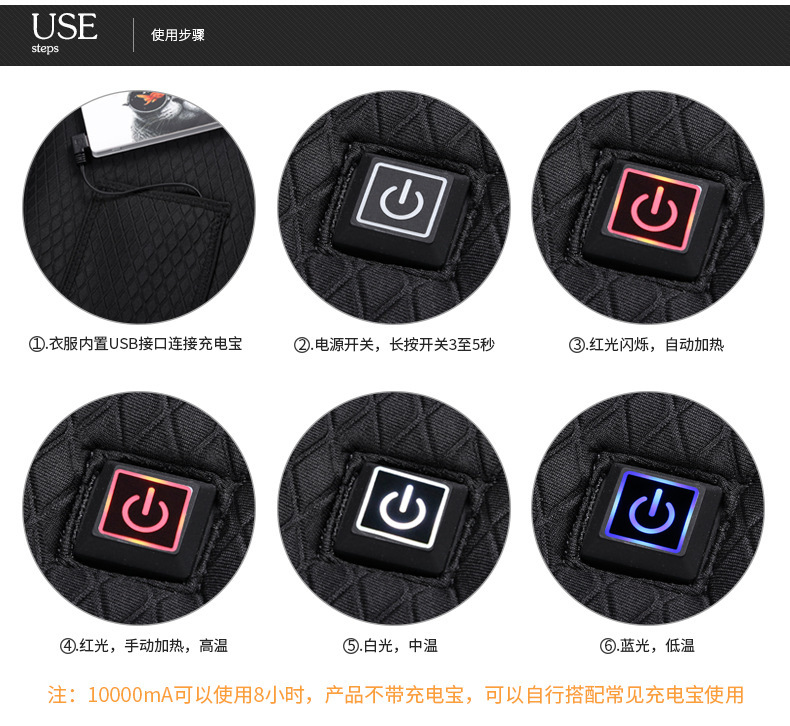 USE
steps
使用步骤
①.衣服内置USB接口连接充电宝
②.电源开关，长按开关3至5秒
③.红光闪烁，自动加热
④.红光，手动加热，高温
⑤.白光，中温
⑥.蓝光，低温
注：10000mA可以使用8小时，产品不带充电宝，可以自行搭配常见充电宝使用